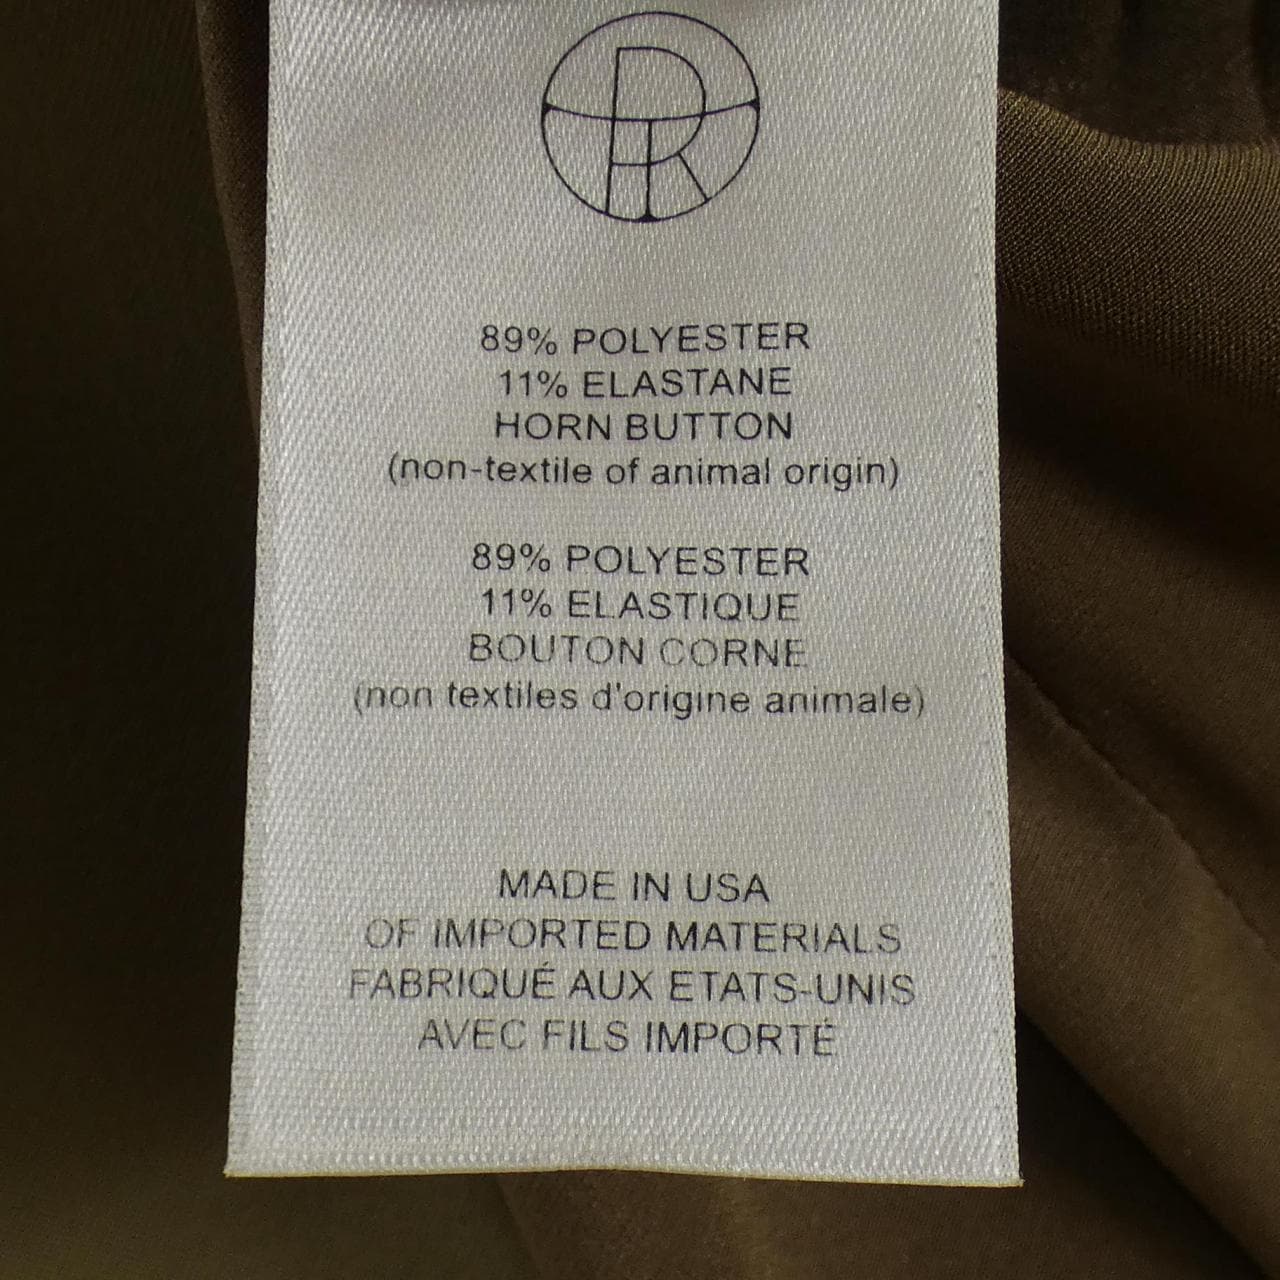 89% POLYESTER
11% ELASTANE
HORN BUTTON
(non-textile of animal origin)
89% POLYESTER
11% ELASTIQUE
BOUTON CORNE
(non textiles d'origine animale)
MADE IN USA
OF IMPORTED MATERIALS
FABRIQUÉ AUX ETATS-UNIS
AVEC FILS IMPORTÉ